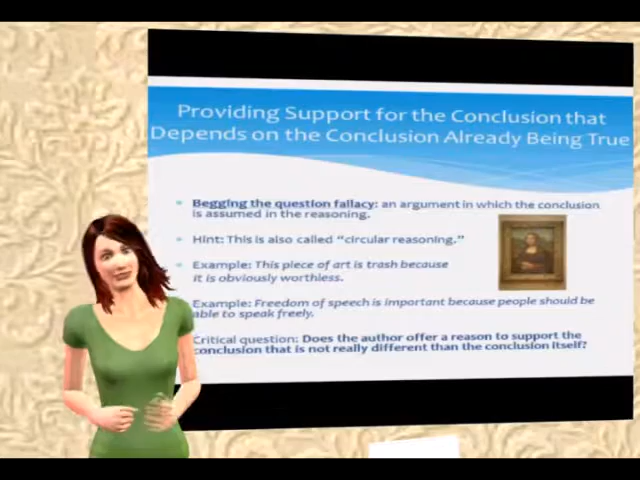 Providing Support for the Conclusion that
Depends on the Conclusion Already Being True
Begging the question fallacy: an argument in which the conclusion
is assumed in the reasoning.
Hint: This is also called “circular reasoning.”
Example: This piece of art is trash because
it is obviously worthless.
Example: Freedom of speech is important because people should be
able to speak freely.
Critical question: Does the author offer a reason to support the
conclusion that is not really different than the conclusion itself?